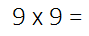 9 x 9 =